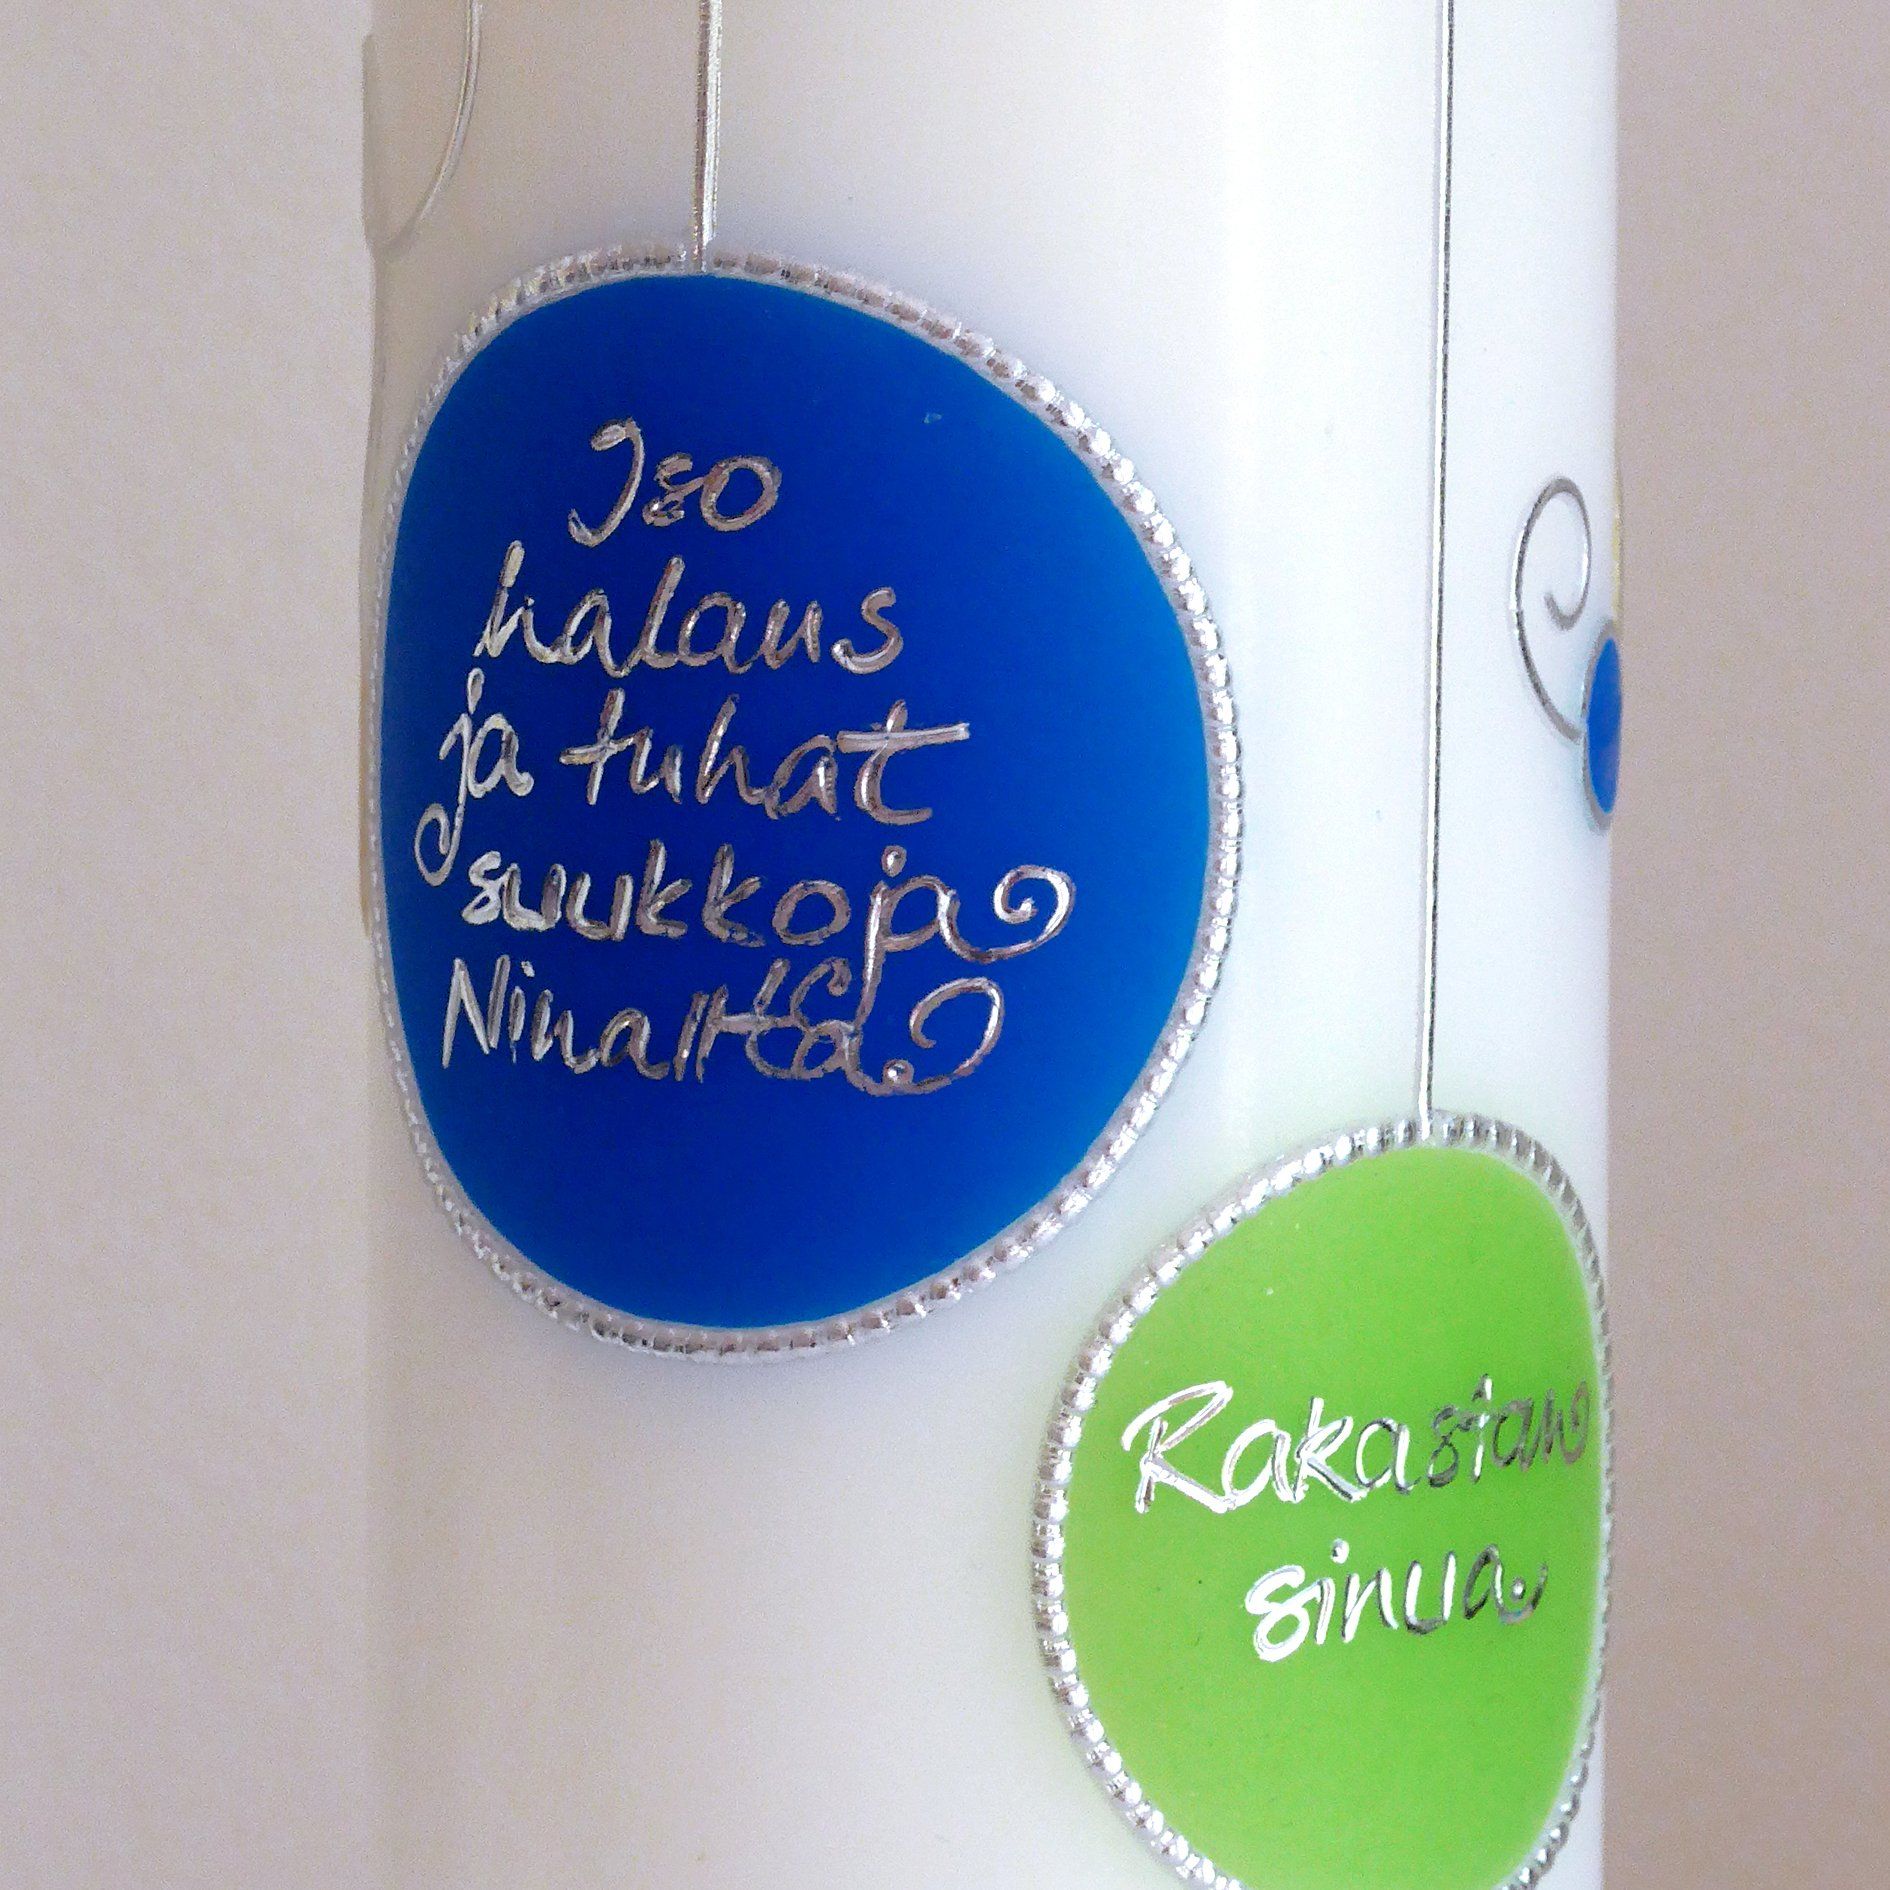 Iso
halaus
ja tuhat
suukkoja
Ninalta
Rakastan
sinua